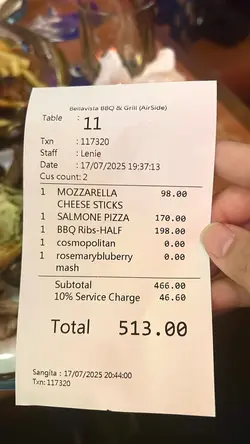 Bellavista BBQ & Grill (AirSide)
Table : 11
Txn : 117320
Staff : Lenie
Date : 17/07/2025 19:37:13
Cus count: 2
1 MOZZARELLA 98.00
CHEESE STICKS
1 SALMONE PIZZA 170.00
1 BBQ Ribs-HALF 198.00
1 cosmopolitan 0.00
1 rosemarybluberry 0.00
mash
Subtotal 466.00
10% Service Charge 46.60
Total 513.00
Sangita : 17/07/2025 20:44:00
Txn: 117320